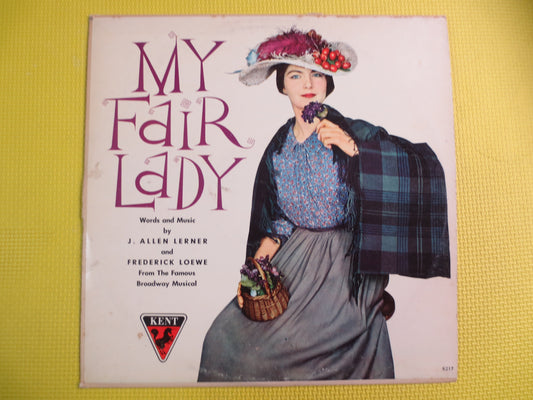 MY
FaiR
LaDY
Words and Music
by
J. ALLEN LERNER
and
FREDERICK LOEWE
From The Famous
Broadway Musical
KENT